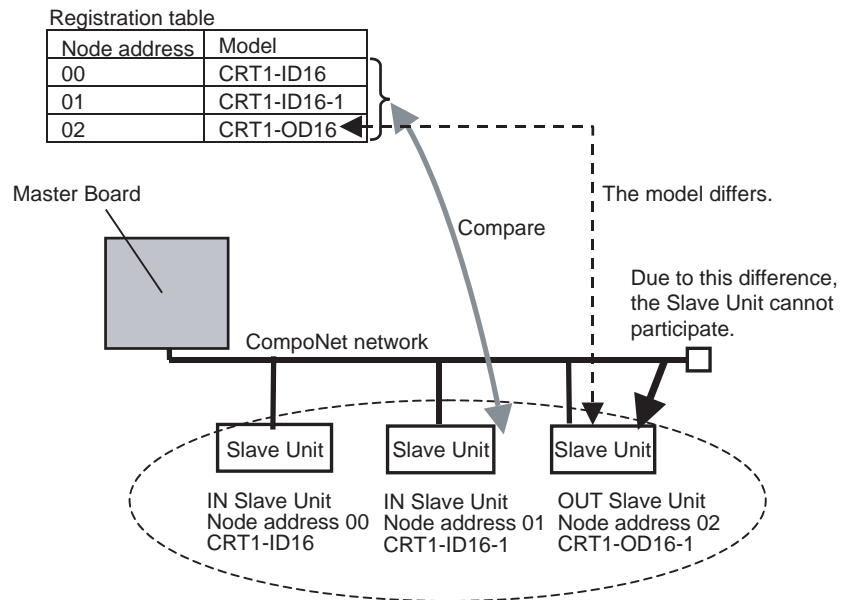 Registration table
Node address Model
00 CRT1-ID16
01 CRT1-ID16-1
02 CRT1-OD16
Master Board
The model differs.
Compare
Due to this difference,
the Slave Unit cannot
participate.
CompoNet network
Slave Unit Slave Unit Slave Unit
IN Slave Unit
Node address 00
CRT1-ID16
IN Slave Unit
Node address 01
CRT1-ID16-1
OUT Slave Unit
Node address 02
CRT1-OD16-1